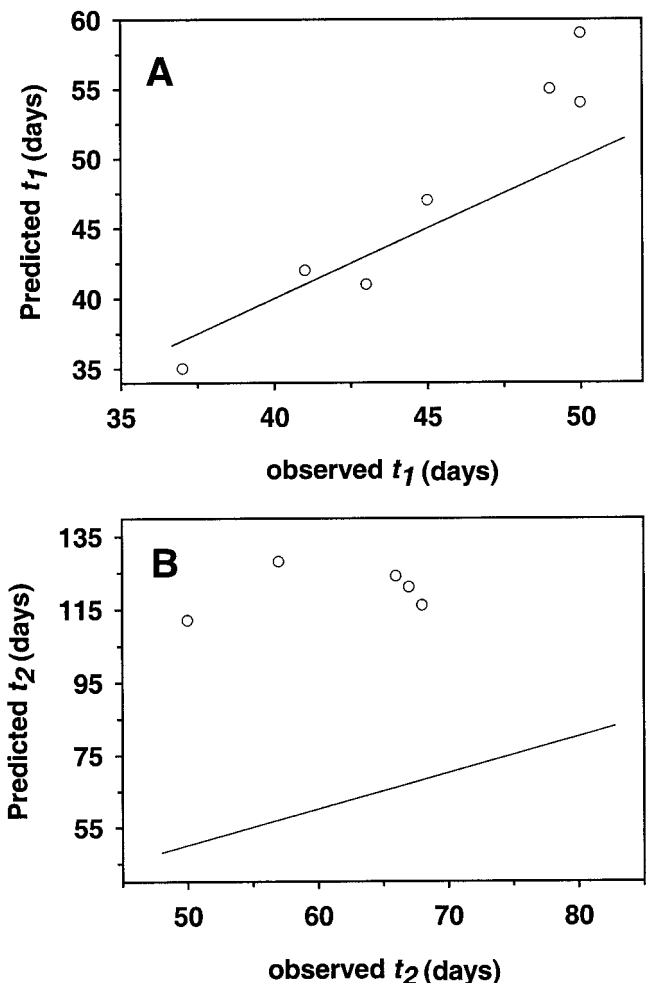 60
A
55
50
45
40
35
Predicted t1 (days)
35 40 45 50
observed t1 (days)
135
B
115
95
75
55
Predicted t2 (days)
50 60 70 80
observed t2 (days)